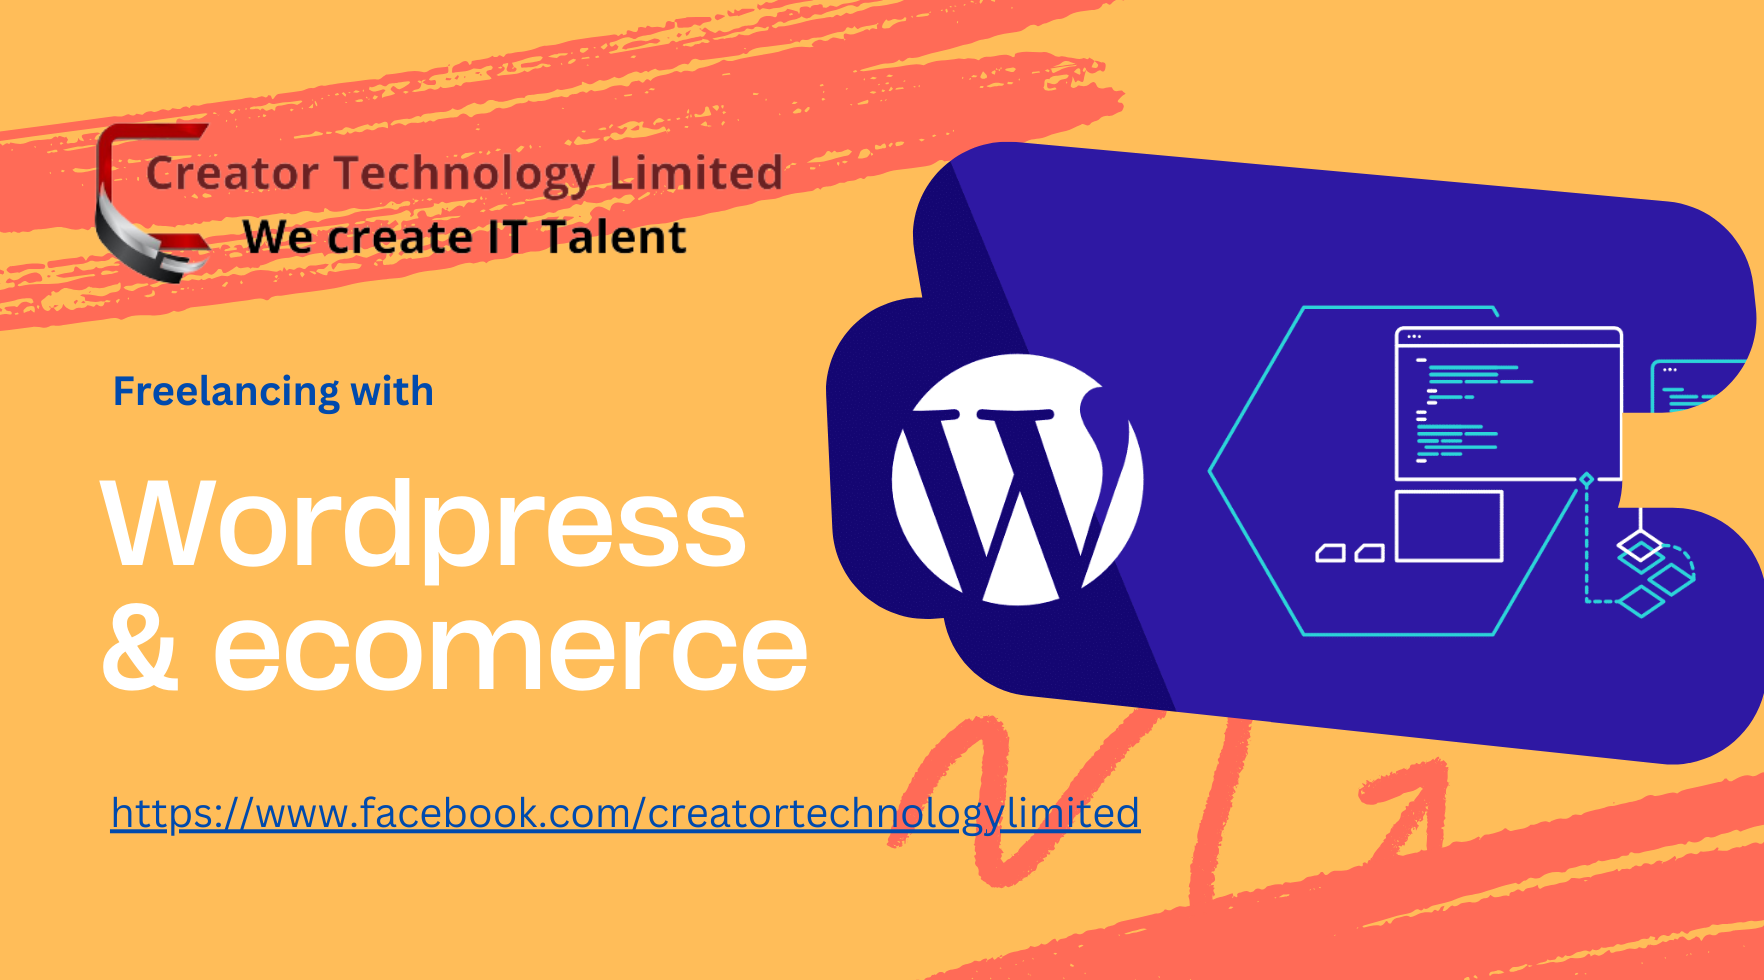 Creator Technology Limited
We create IT Talent
Freelancing with
Wordpress
& ecomerce
https://www.facebook.com/creatortechnologylimited